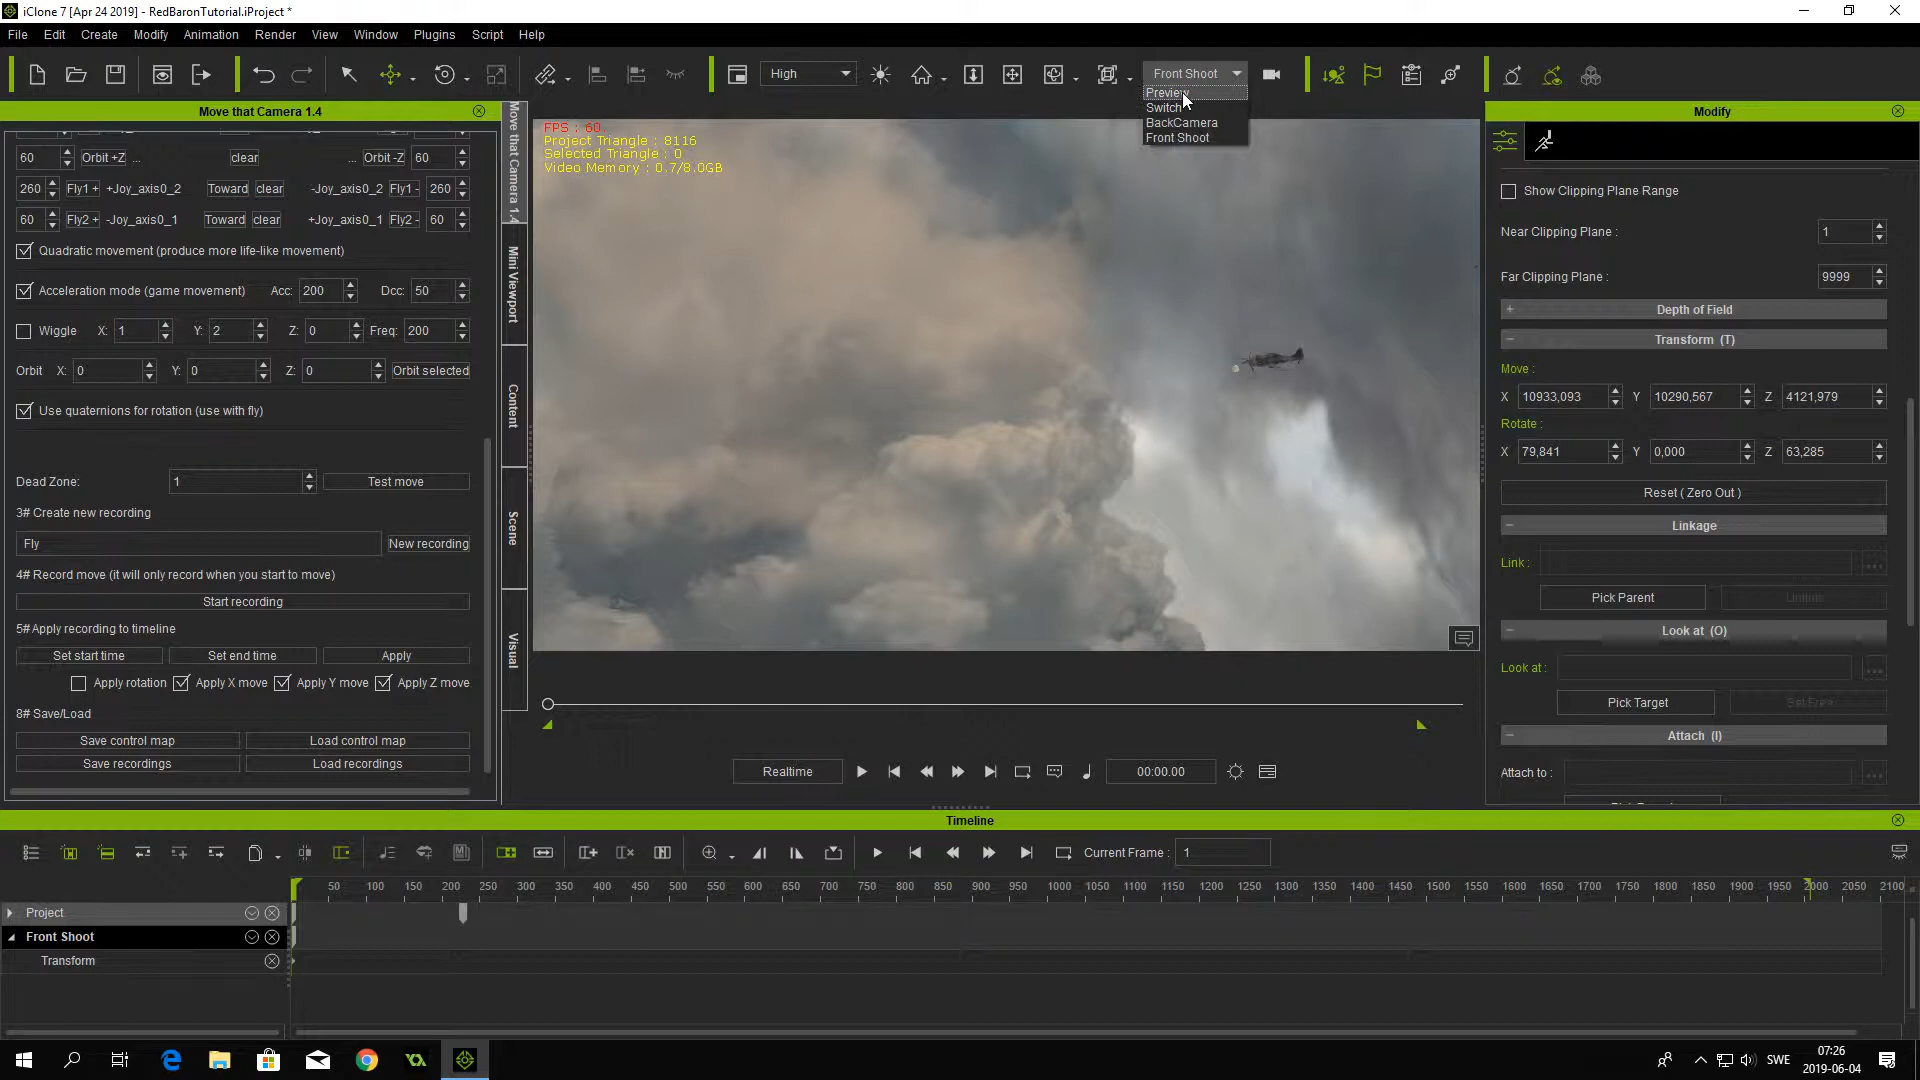 iClone 7 [Apr 24 2019] - RedBaronTutorial.iProject *
File Edit Create Modify Animation Render View Window Plugins Script Help
High Front Shoot
Preview
Switch
BackCamera
Front Shoot
Move that Camera 1.4
60 Orbit +Z ... clear ... Orbit -Z 60
260 Fly1 + +Joy_axis0_2 Toward clear -Joy_axis0_2 Fly1 - 260
60 Fly2 + -Joy_axis0_1 Toward clear +Joy_axis0_1 Fly2 - 60
Quadratic movement (produce more life-like movement)
Acceleration mode (game movement) Acc: 200 Dcc: 50
Wiggle X: 1 Y: 2 Z: 0 Freq: 200
Orbit X: 0 Y: 0 Z: 0 Orbit selected
Use quaternions for rotation (use with fly)
Dead Zone: 1 Test move
3# Create new recording
Fly New recording
4# Record move (it will only record when you start to move)
Start recording
5# Apply recording to timeline
Set start time Set end time Apply
Apply rotation Apply X move Apply Y move Apply Z move
8# Save/Load
Save control map Load control map
Save recordings Load recordings
Move that Camera 1.4
Mini Viewport
Content
Scene
Visual
FPS : 60
Project Triangle : 8116
Selected Triangle : 0
Video Memory : 0.7/8.0GB
Realtime 00:00.00
Modify
Show Clipping Plane Range
Near Clipping Plane : 1
Far Clipping Plane : 9999
Depth of Field
Transform (T)
Move :
X 10933,093 Y 10290,567 Z 4121,979
Rotate :
X 79,841 Y 0,000 Z 63,285
Reset ( Zero Out )
Linkage
Link : ...
Pick Parent
Look at (O)
Look at : ...
Pick Target Set Free
Attach (I)
Attach to : ...
Timeline
Current Frame : 1
50 100 150 200 250 300 350 400 450 500 550 600 650 700 750 800 850 900 950 1000 1050 1100 1150 1200 1250 1300 1350 1400 1450 1500 1550 1600 1650 1700 1750 1800 1850 1900 1950 2000 2050 2100
Project
Front Shoot
Transform
SWE
07:26
2019-06-04